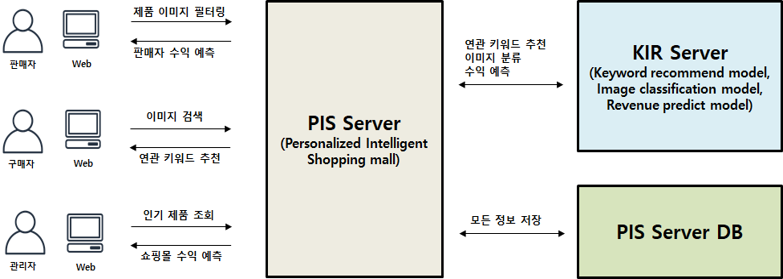 제품 이미지 필터링
판매자 수익 예측
판매자
Web
이미지 검색
연관 키워드 추천
구매자
Web
인기 제품 조회
쇼핑몰 수익 예측
관리자
Web
PIS Server
(Personalized Intelligent
Shopping mall)
연관 키워드 추천
이미지 분류
수익 예측
모든 정보 저장
KIR Server
(Keyword recommend model,
Image classification model,
Revenue predict model)
PIS Server DB